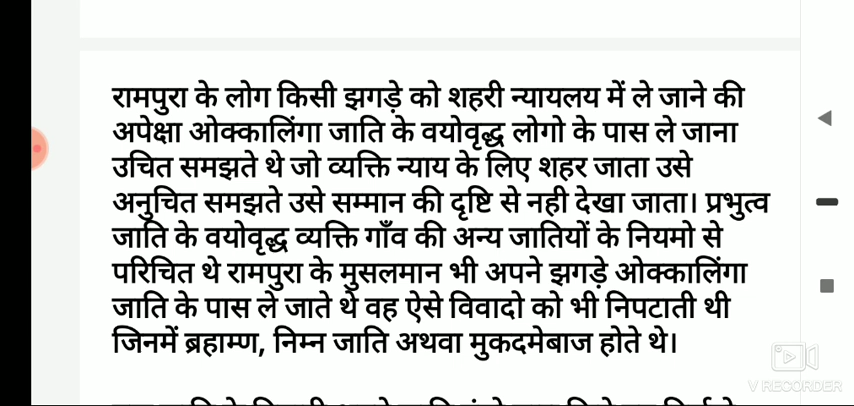 रामपुरा के लोग किसी झगड़े को शहरी न्यायलय में ले जाने की
अपेक्षा ओक्कालिंगा जाति के वयोवृद्ध लोगो के पास ले जाना
उचित समझते थे जो व्यक्ति न्याय के लिए शहर जाता उसे
अनुचित समझते उसे सम्मान की दृष्टि से नही देखा जाता। प्रभुत्व
जाति के वयोवृद्ध व्यक्ति गाँव की अन्य जातियों के नियमो से
परिचित थे रामपुरा के मुसलमान भी अपने झगड़े ओक्कालिंगा
जाति के पास ले जाते थे वह ऐसे विवादो को भी निपटाती थी
जिनमें ब्रहाम्ण, निम्न जाति अथवा मुकदमेबाज होते थे।
V RECORDER